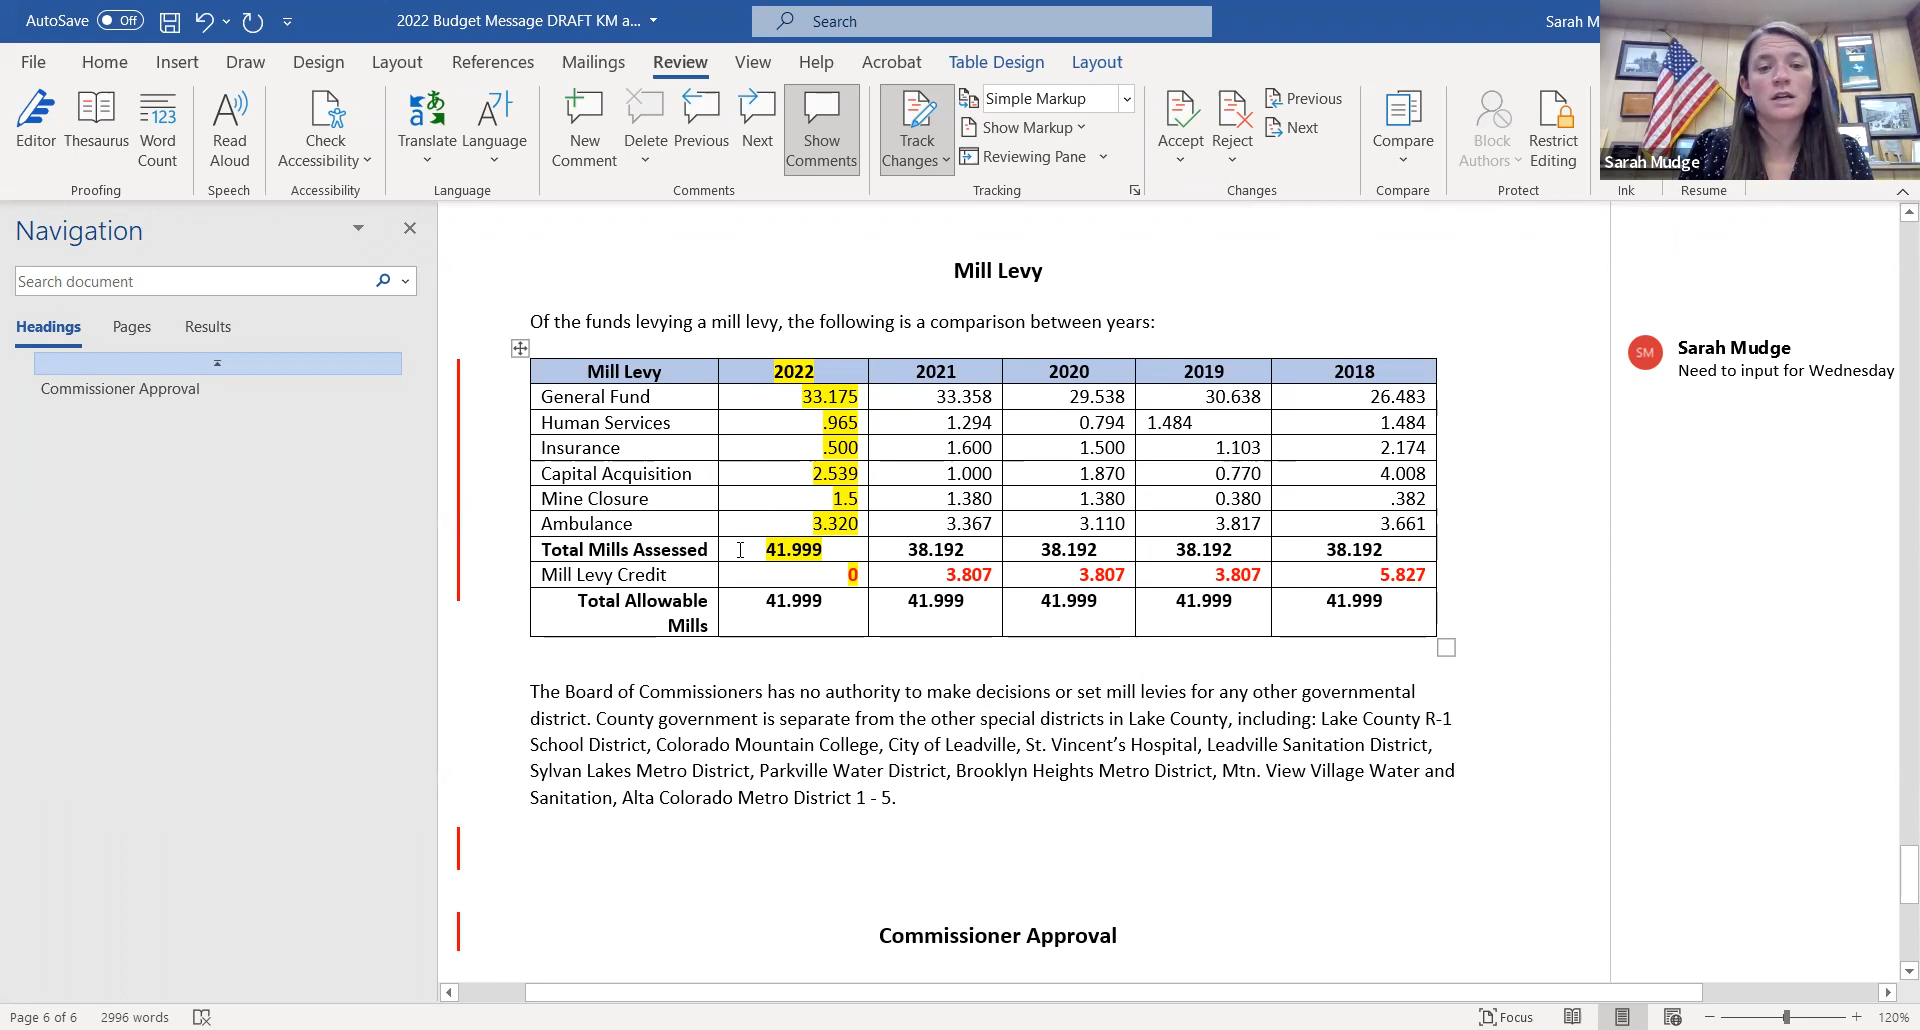 AutoSave Off 2022 Budget Message DRAFT KM a... Search Sarah M
File Home Insert Draw Design Layout References Mailings Review View Help Acrobat Table Design Layout
Editor Thesaurus Word Count Read Aloud Check Accessibility Translate Language New Comment Delete Previous Next Show Comments Track Changes Simple Markup Show Markup Reviewing Pane Accept Reject Previous Next Compare Block Authors Restrict Editing
Proofing Speech Accessibility Language Comments Tracking Changes Compare Protect Ink Resume
Sarah Mudge
Navigation
Search document
Headings Pages Results
Commissioner Approval
Mill Levy
Of the funds levying a mill levy, the following is a comparison between years:
Mill Levy 2022 2021 2020 2019 2018
General Fund 33.175 33.358 29.538 30.638 26.483
Human Services .965 1.294 0.794 1.484 1.484
Insurance .500 1.600 1.500 1.103 2.174
Capital Acquisition 2.539 1.000 1.870 0.770 4.008
Mine Closure 1.5 1.380 1.380 0.380 .382
Ambulance 3.320 3.367 3.110 3.817 3.661
Total Mills Assessed 41.999 38.192 38.192 38.192 38.192
Mill Levy Credit 0 3.807 3.807 3.807 5.827
Total Allowable 41.999 41.999 41.999 41.999 41.999
Mills
The Board of Commissioners has no authority to make decisions or set mill levies for any other governmental
district. County government is separate from the other special districts in Lake County, including: Lake County R-1
School District, Colorado Mountain College, City of Leadville, St. Vincent's Hospital, Leadville Sanitation District,
Sylvan Lakes Metro District, Parkville Water District, Brooklyn Heights Metro District, Mtn. View Village Water and
Sanitation, Alta Colorado Metro District 1 - 5.
Commissioner Approval
SM Sarah Mudge
Need to input for Wednesday
Page 6 of 6 2996 words Focus 120%